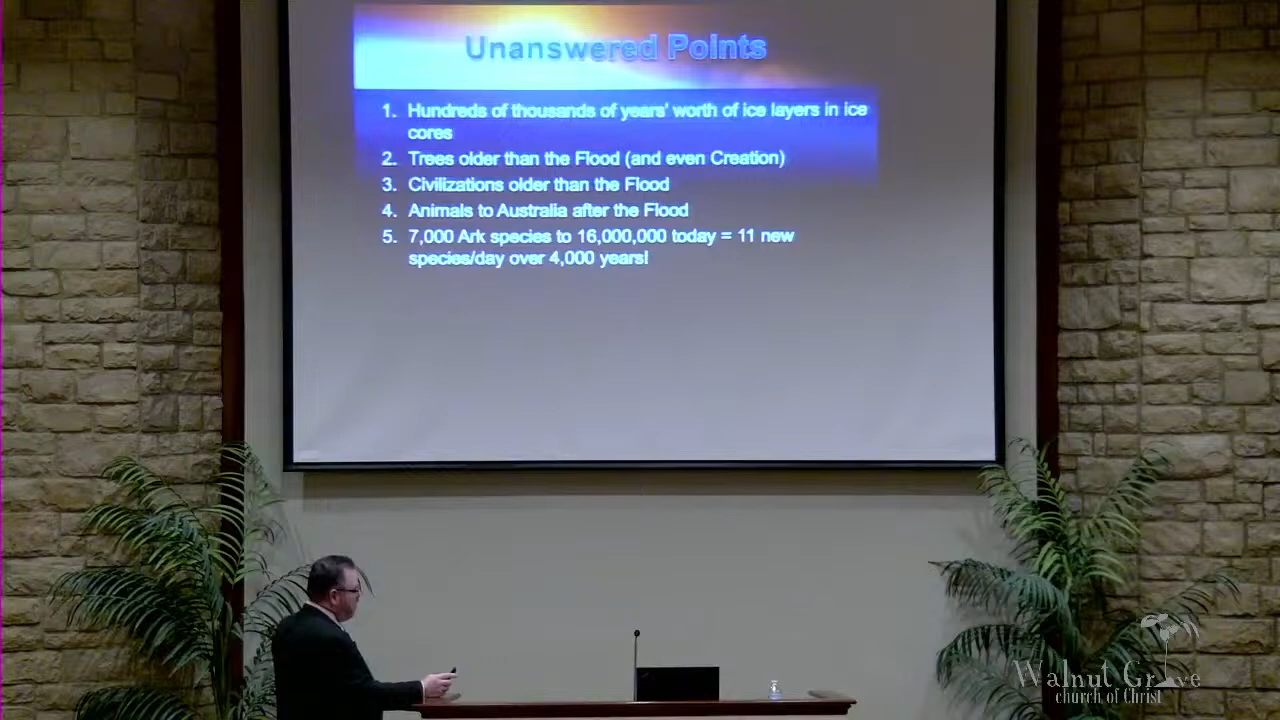 Unanswered Points
1. Hundreds of thousands of years' worth of ice layers in ice
cores
2. Trees older than the Flood (and even Creation)
3. Civilizations older than the Flood
4. Animals to Australia after the Flood
5. 7,000 Ark species to 16,000,000 today = 11 new
species/day over 4,000 years!
Walnut Grove
church of Christ